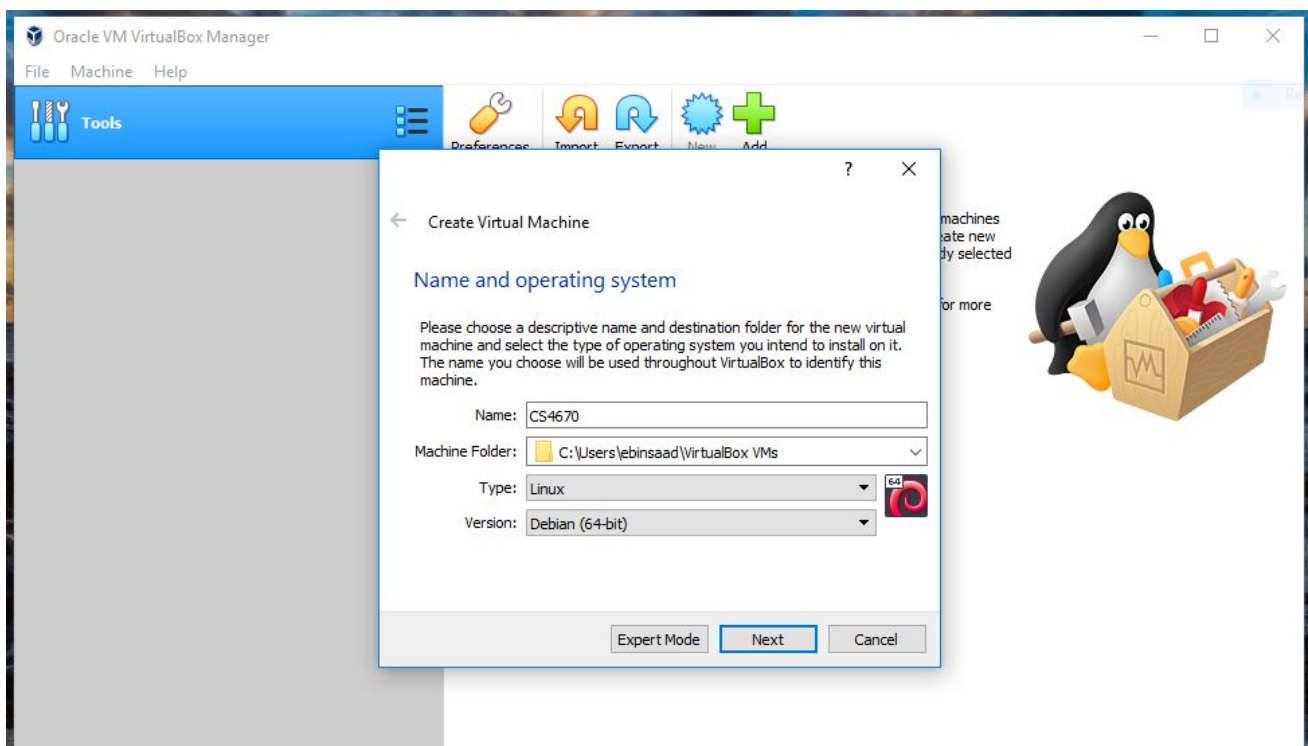 Oracle VM VirtualBox Manager
File Machine Help
Tools
Preferences Import Export New Add
?
Create Virtual Machine
machines
eate new
dy selected
for more
Name and operating system
Please choose a descriptive name and destination folder for the new virtual
machine and select the type of operating system you intend to install on it.
The name you choose will be used throughout VirtualBox to identify this
machine.
Name: CS4670
Machine Folder: C:\Users\ebinsaad\VirtualBox VMs
Type: Linux
64
Version: Debian (64-bit)
Expert Mode Next Cancel